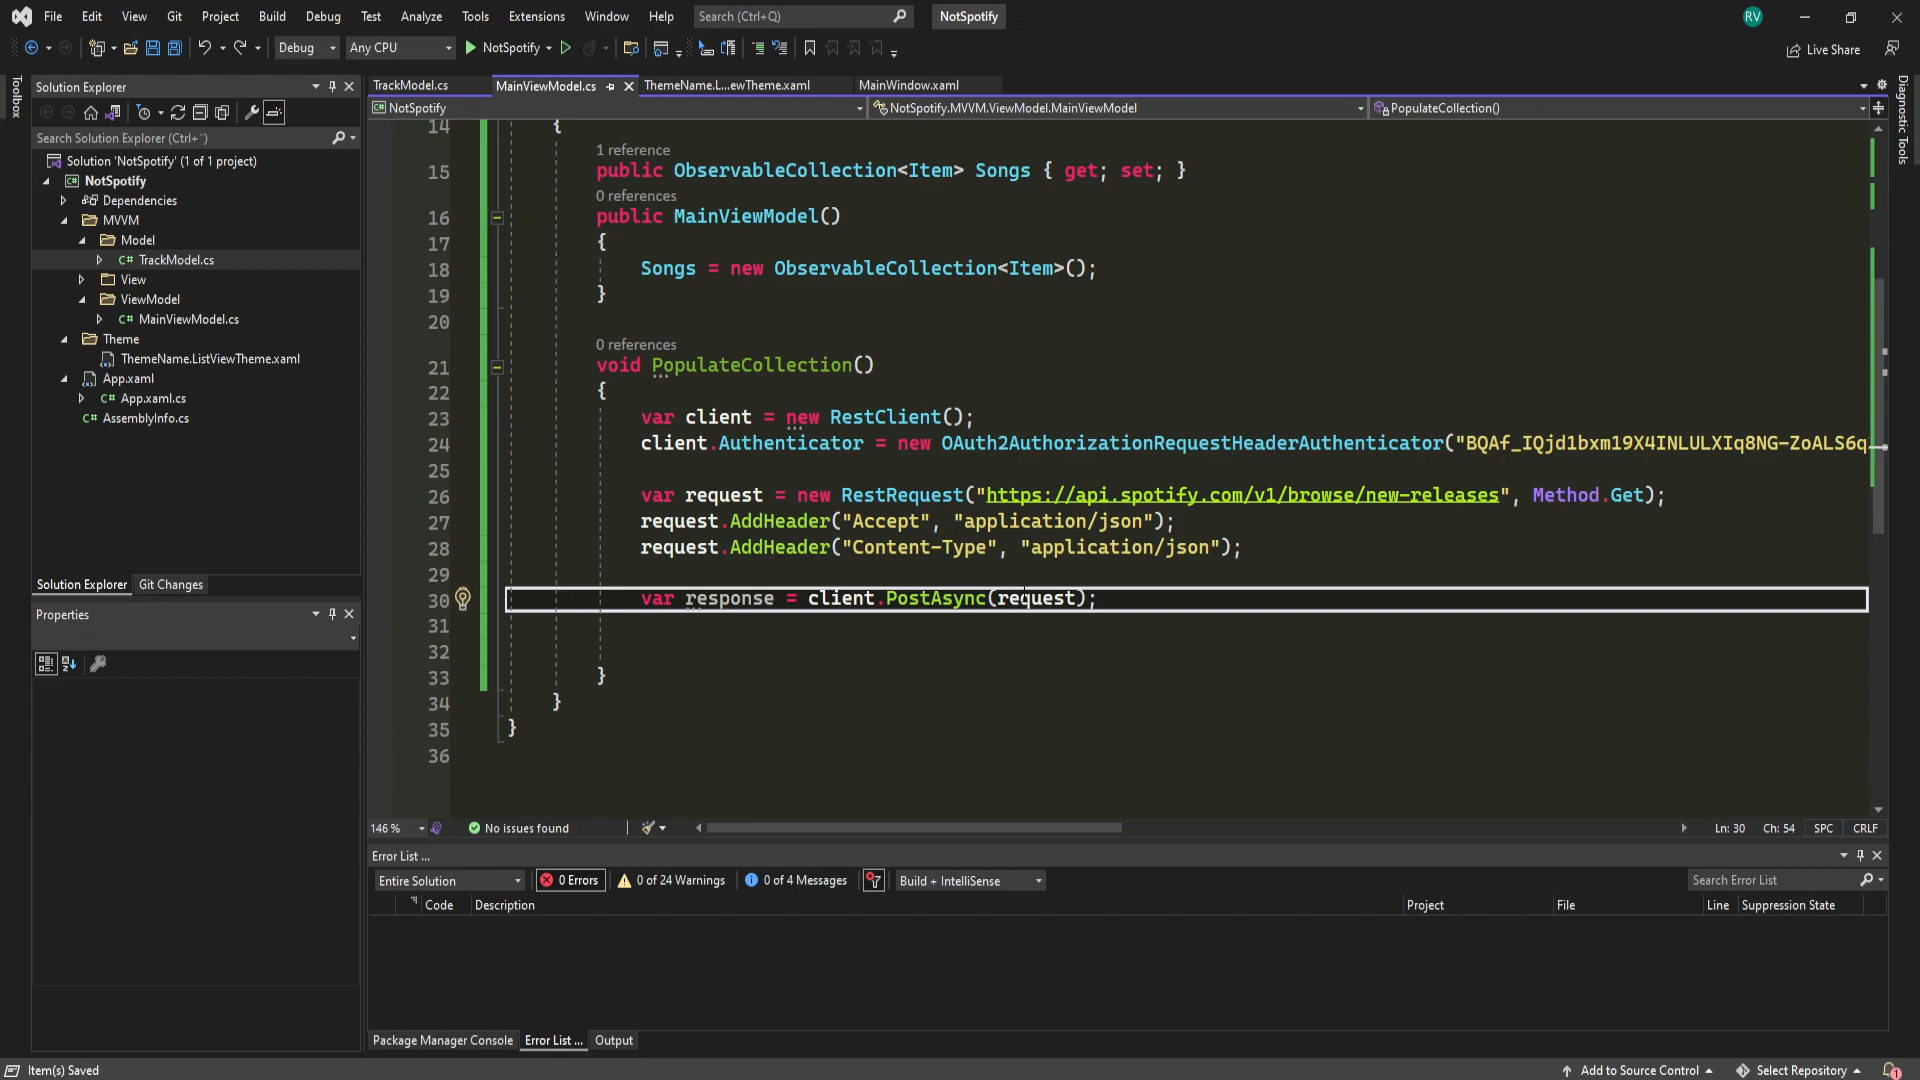 File Edit View Git Project Build Debug Test Analyze Tools Extensions Window Help Search (Ctrl+Q) NotSpotify RV
Debug Any CPU NotSpotify Live Share
Toolbox
Solution Explorer
Search Solution Explorer (Ctrl+¨)
Solution 'NotSpotify' (1 of 1 project)
NotSpotify
Dependencies
MVVM
Model
C# TrackModel.cs
View
ViewModel
C# MainViewModel.cs
Theme
ThemeName.ListViewTheme.xaml
App.xaml
C# App.xaml.cs
C# AssemblyInfo.cs
Solution Explorer Git Changes
Properties
TrackModel.cs MainViewModel.cs ThemeName.L...ewTheme.xaml MainWindow.xaml
C# NotSpotify NotSpotify.MVVM.ViewModel.MainViewModel PopulateCollection()
Diagnostic Tools
14 {
1 reference
15 public ObservableCollection<Item> Songs { get; set; }
0 references
16 public MainViewModel()
17 {
18 Songs = new ObservableCollection<Item>();
19 }
20
0 references
21 void PopulateCollection()
22 {
23 var client = new RestClient();
24 client.Authenticator = new OAuth2AuthorizationRequestHeaderAuthenticator("BQAf_IQjd1bxm19X4INLULXIq8NG-ZoALS6q
25
26 var request = new RestRequest("https://api.spotify.com/v1/browse/new-releases", Method.Get);
27 request.AddHeader("Accept", "application/json");
28 request.AddHeader("Content-Type", "application/json");
29
30 var response = client.PostAsync(request);
31
32
33 }
34 }
35 }
36
146 % No issues found Ln: 30 Ch: 54 SPC CRLF
Error List ...
Entire Solution 0 Errors 0 of 24 Warnings 0 of 4 Messages Build + IntelliSense Search Error List
Code Description Project File Line Suppression State
Package Manager Console Error List ... Output
Item(s) Saved Add to Source Control Select Repository 1